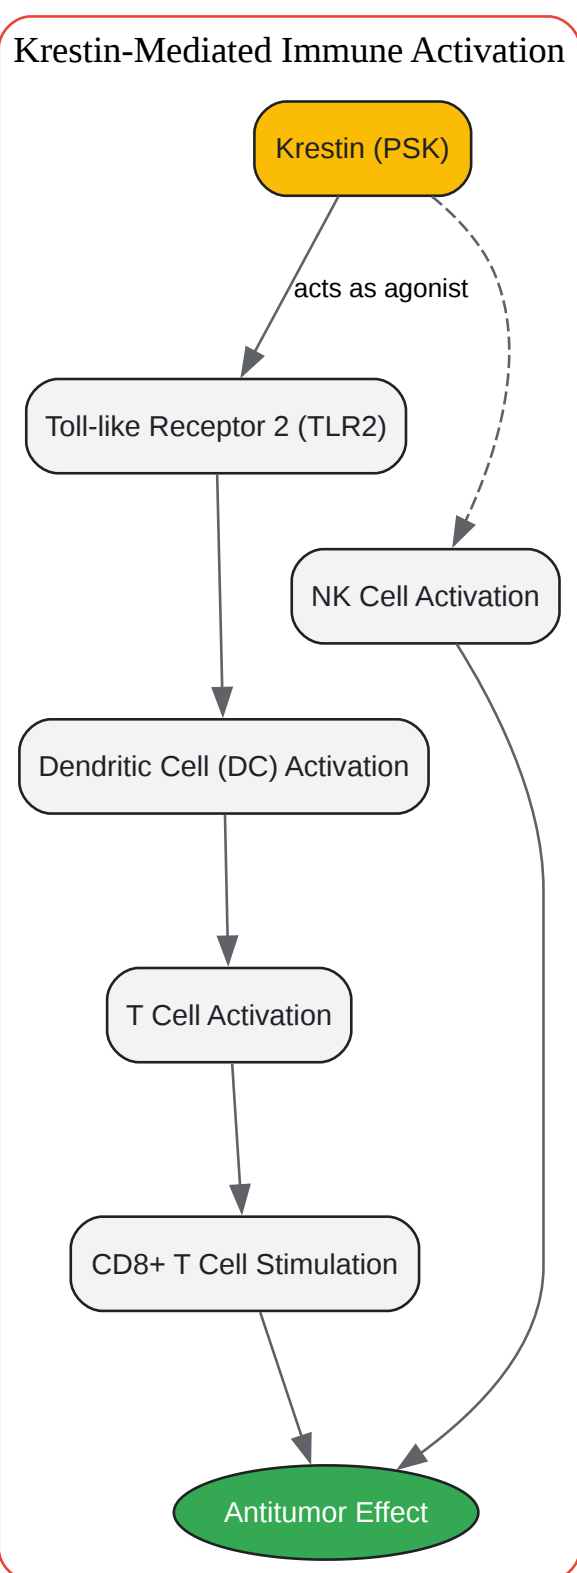 Krestin-Mediated Immune Activation
Krestin (PSK)
acts as agonist
Toll-like Receptor 2 (TLR2)
NK Cell Activation
Dendritic Cell (DC) Activation
T Cell Activation
CD8+ T Cell Stimulation
Antitumor Effect